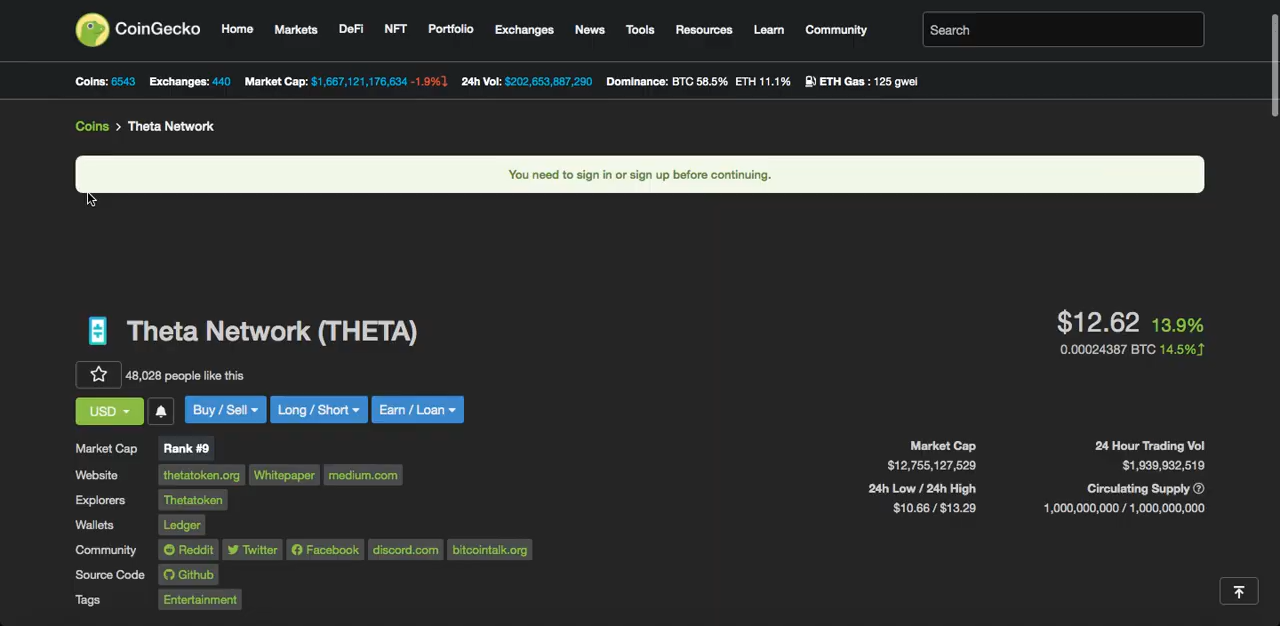 CoinGecko Home Markets DeFi NFT Portfolio Exchanges News Tools Resources Learn Community Search
Coins: 6543 Exchanges: 440 Market Cap: $1,667,121,176,634 -1.9% 24h Vol: $202,653,887,290 Dominance: BTC 58.5% ETH 11.1% ETH Gas : 125 gwei
Coins > Theta Network
You need to sign in or sign up before continuing.
Theta Network (THETA)
$12.62 13.9%
0.00024387 BTC 14.5%
48,028 people like this
USD Buy / Sell Long / Short Earn / Loan
Market Cap Rank #9
Website thetatoken.org Whitepaper medium.com
Explorers Thetatoken
Wallets Ledger
Community Reddit Twitter Facebook discord.com bitcointalk.org
Source Code Github
Tags Entertainment
Market Cap
$12,755,127,529
24h Low / 24h High
$10.66 / $13.29
24 Hour Trading Vol
$1,939,932,519
Circulating Supply
1,000,000,000 / 1,000,000,000